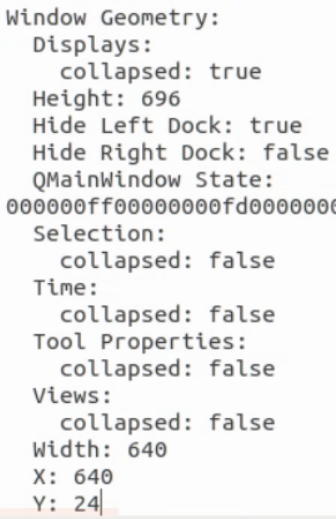 Window Geometry:
  Displays:
    collapsed: true
  Height: 696
  Hide Left Dock: true
  Hide Right Dock: false
  QMainWindow State:
000000ff00000000fd0000000
  Selection:
    collapsed: false
  Time:
    collapsed: false
  Tool Properties:
    collapsed: false
  Views:
    collapsed: false
  Width: 640
  X: 640
  Y: 24